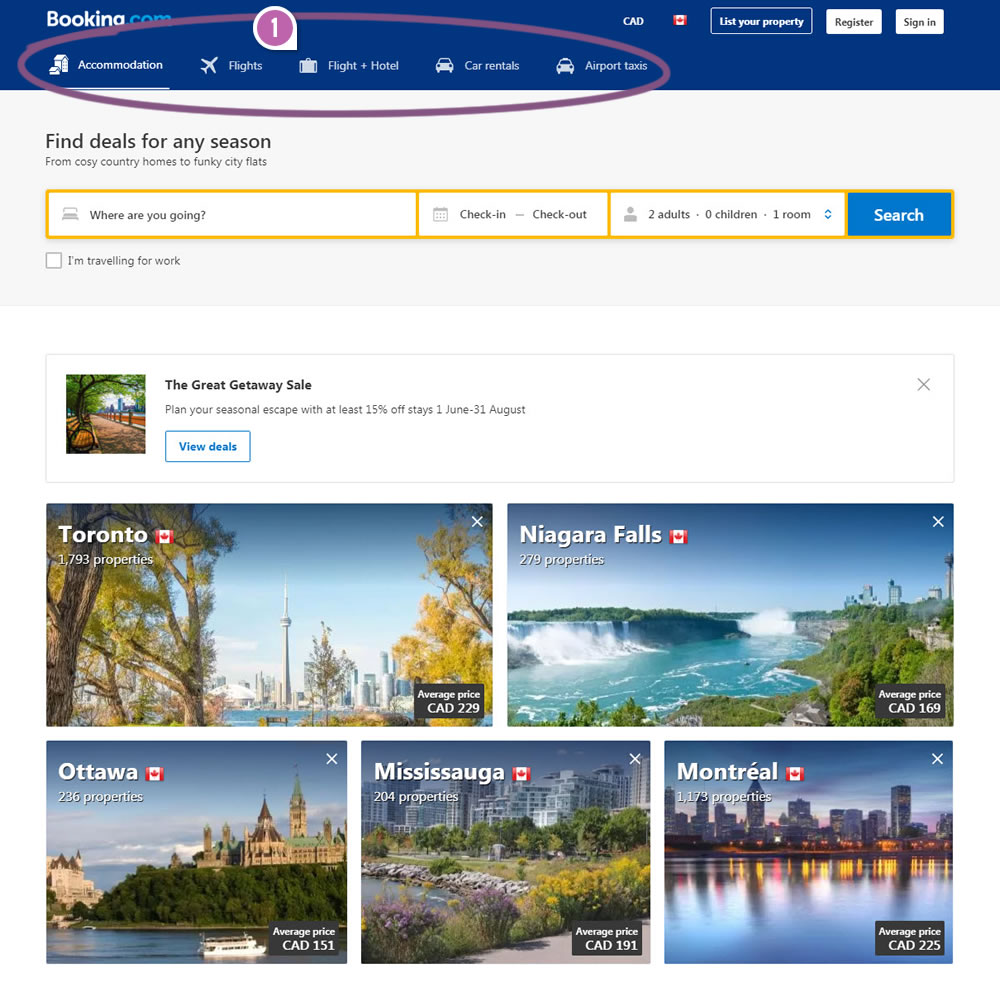 Booking.com
1
CAD
List your property
Register
Sign in
Accommodation
Flights
Flight + Hotel
Car rentals
Airport taxis
Find deals for any season
From cosy country homes to funky city flats
Where are you going?
Check-in — Check-out
2 adults · 0 children · 1 room
Search
I'm travelling for work
The Great Getaway Sale
Plan your seasonal escape with at least 15% off stays 1 June-31 August
View deals
Toronto
1,793 properties
Average price
CAD 229
Niagara Falls
279 properties
Average price
CAD 169
Ottawa
236 properties
Average price
CAD 151
Mississauga
204 properties
Average price
CAD 191
Montréal
1,173 properties
Average price
CAD 225